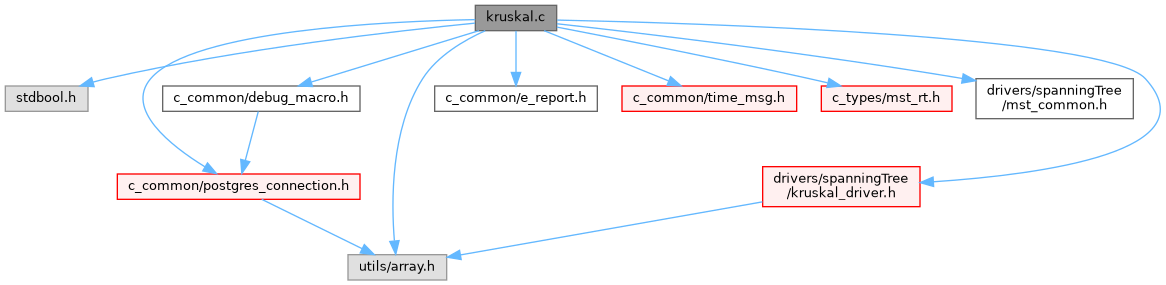 kruskal.c
stdbool.h
c_common/debug_macro.h
c_common/e_report.h
c_common/time_msg.h
c_types/mst_rt.h
drivers/spanningTree
/mst_common.h
c_common/postgres_connection.h
drivers/spanningTree
/kruskal_driver.h
utils/array.h